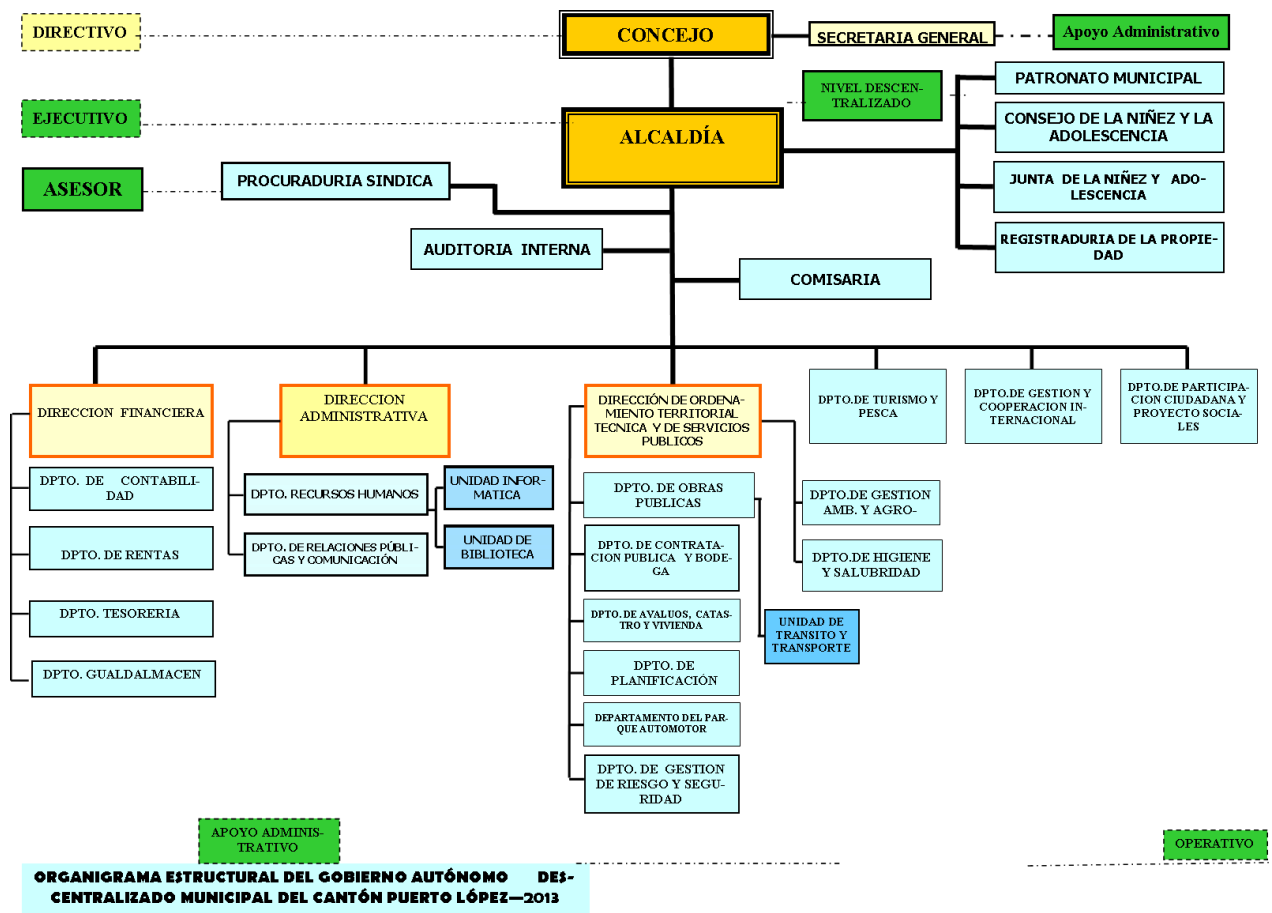 DIRECTIVO
CONCEJO
SECRETARIA GENERAL
Apoyo Administrativo
NIVEL DESCEN-
TRALIZADO
PATRONATO MUNICIPAL
EJECUTIVO
ALCALDÍA
CONSEJO DE LA NIÑEZ Y LA
ADOLESCENCIA
ASESOR
PROCURADURIA SINDICA
JUNTA DE LA NIÑEZ Y ADO-
LESCENCIA
AUDITORIA INTERNA
REGISTRADURIA DE LA PROPIE-
DAD
COMISARIA
DIRECCION FINANCIERA
DIRECCION
ADMINISTRATIVA
DIRECCIÓN DE ORDENA-
MIENTO TERRITORIAL
TECNICA Y DE SERVICIOS
PUBLICOS
DPTO.DE TURISMO Y
PESCA
DPTO.DE GESTION Y
COOPERACION IN-
TERNACIONAL
DPTO.DE PARTICIPA-
CION CIUDADANA Y
PROYECTO SOCIA-
LES
DPTO. DE CONTABILI-
DAD
DPTO. DE RENTAS
DPTO. TESORERIA
DPTO. GUALDALMACEN
DPTO. RECURSOS HUMANOS
DPTO. DE RELACIONES PÚBLI-
CAS Y COMUNICACIÓN
UNIDAD INFOR-
MATICA
UNIDAD DE
BIBLIOTECA
DPTO. DE OBRAS
PUBLICAS
DPTO. DE CONTRATA-
CION PUBLICA Y BODE-
GA
DPTO. DE AVALUOS, CATAS-
TRO Y VIVIENDA
DPTO. DE
PLANIFICACIÓN
DEPARTAMENTO DEL PAR-
QUE AUTOMOTOR
DPTO. DE GESTION
DE RIESGO Y SEGU-
RIDAD
DPTO.DE GESTION
AMB. Y AGRO-
DPTO.DE HIGIENE
Y SALUBRIDAD
UNIDAD DE
TRANSITO Y
TRANSPORTE
APOYO ADMINIS-
TRATIVO
OPERATIVO
ORGANIGRAMA ESTRUCTURAL DEL GOBIERNO AUTÓNOMO DES-
CENTRALIZADO MUNICIPAL DEL CANTÓN PUERTO LÓPEZ—2013